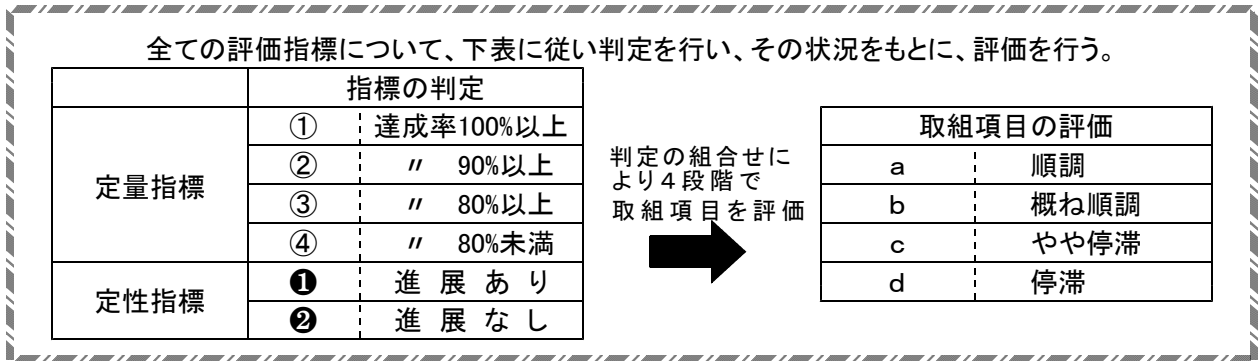 全ての評価指標について、下表に従い判定を行い、その状況をもとに、評価を行う。
指標の判定
定量指標
① 達成率100%以上
② 〃 90%以上
③ 〃 80%以上
④ 〃 80%未満
定性指標
❶ 進展あり
❷ 進展なし
判定の組合せに
より4段階で
取組項目を評価
取組項目の評価
a 順調
b 概ね順調
c やや停滞
d 停滞